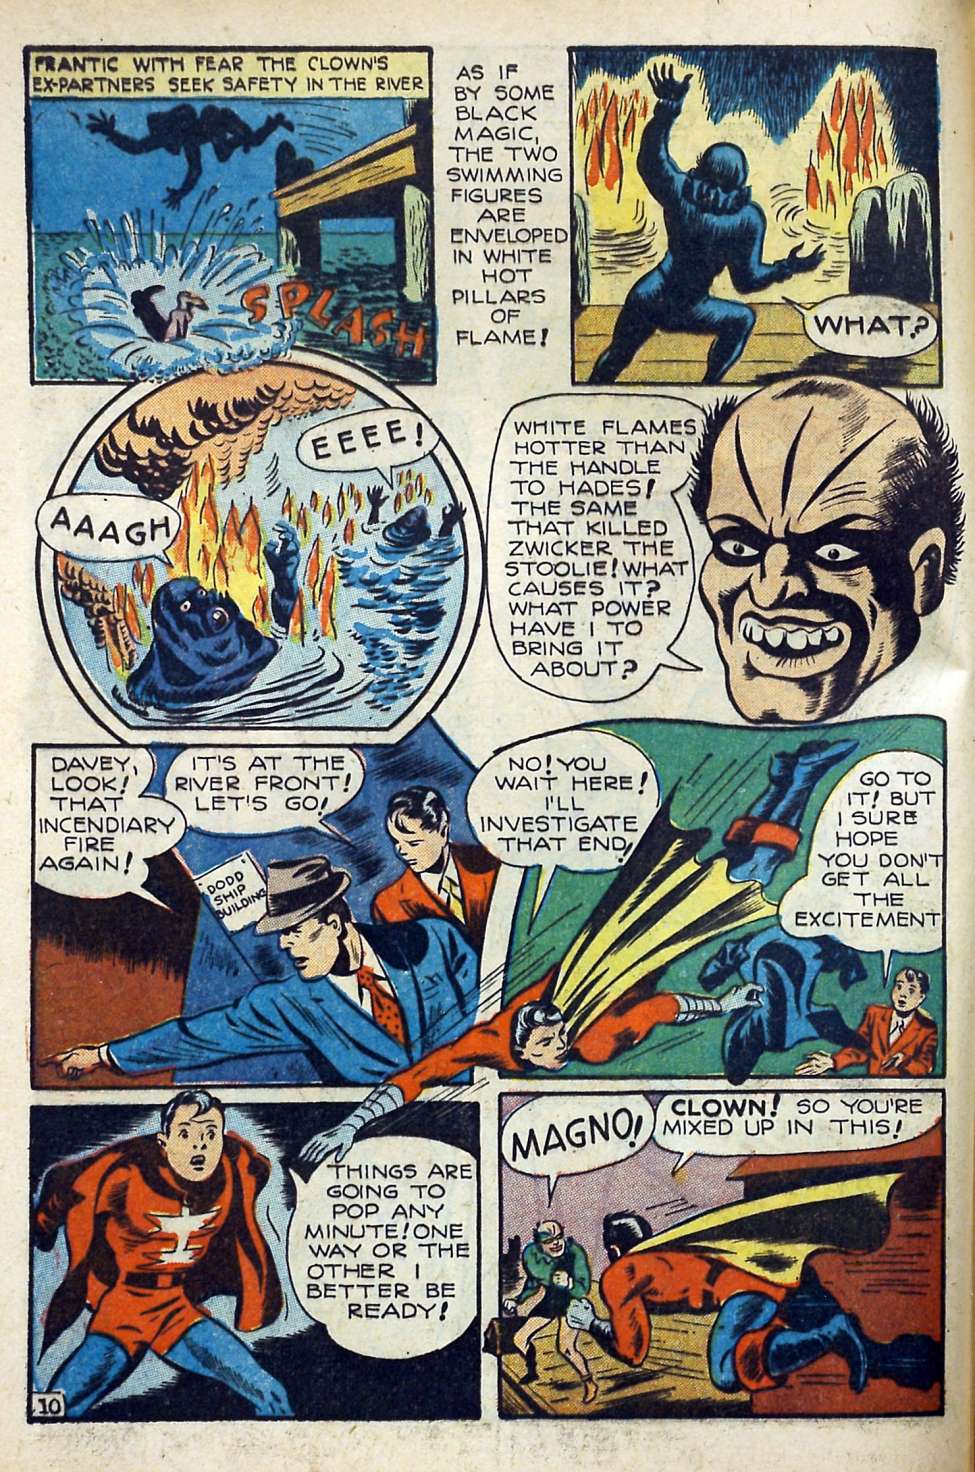 FRANTIC WITH FEAR THE CLOWN'S
EX-PARTNERS SEEK SAFETY IN THE RIVER
SPLASH
AS IF
BY SOME
BLACK
MAGIC,
THE TWO
SWIMMING
FIGURES
ARE
ENVELOPED
IN WHITE
HOT
PILLARS
OF
FLAME!
WHAT?
AAAGH
EEEE!
WHITE FLAMES
HOTTER THAN
THE HANDLE
TO HADES!
THE SAME
THAT KILLED
ZWICKER THE
STOOLIE! WHAT
CAUSES IT?
WHAT POWER
HAVE I TO
BRING IT
ABOUT?
DAVEY,
LOOK!
THAT
INCENDIARY
FIRE
AGAIN!
IT'S AT THE
RIVER FRONT!
LET'S GO!
DODD
SHIP
BUILDING
NO! YOU
WAIT HERE!
I'LL
INVESTIGATE
THAT END!
GO TO
IT! BUT
I SURE
HOPE
YOU DON'T
GET ALL
THE
EXCITEMENT
THINGS ARE
GOING TO
POP ANY
MINUTE! ONE
WAY OR THE
OTHER I
BETTER BE
READY!
10
MAGNO!
CLOWN! SO YOU'RE
MIXED UP IN THIS!